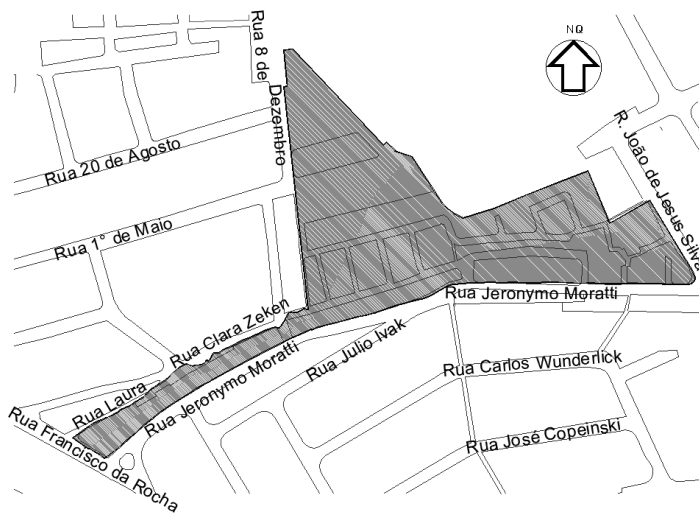 Rua 8 de Dezembro
NQ
R. João de Jesus Silva
Rua 20 de Agosto
Rua 1° de Maio
Rua Jeronymo Moratti
Rua Clara Zeken
Rua Julio Ivak
Rua Carlos Wunderlick
Rua Laura
Rua Jeronymo Moratti
Rua José Copeinski
Rua Francisco da Rocha